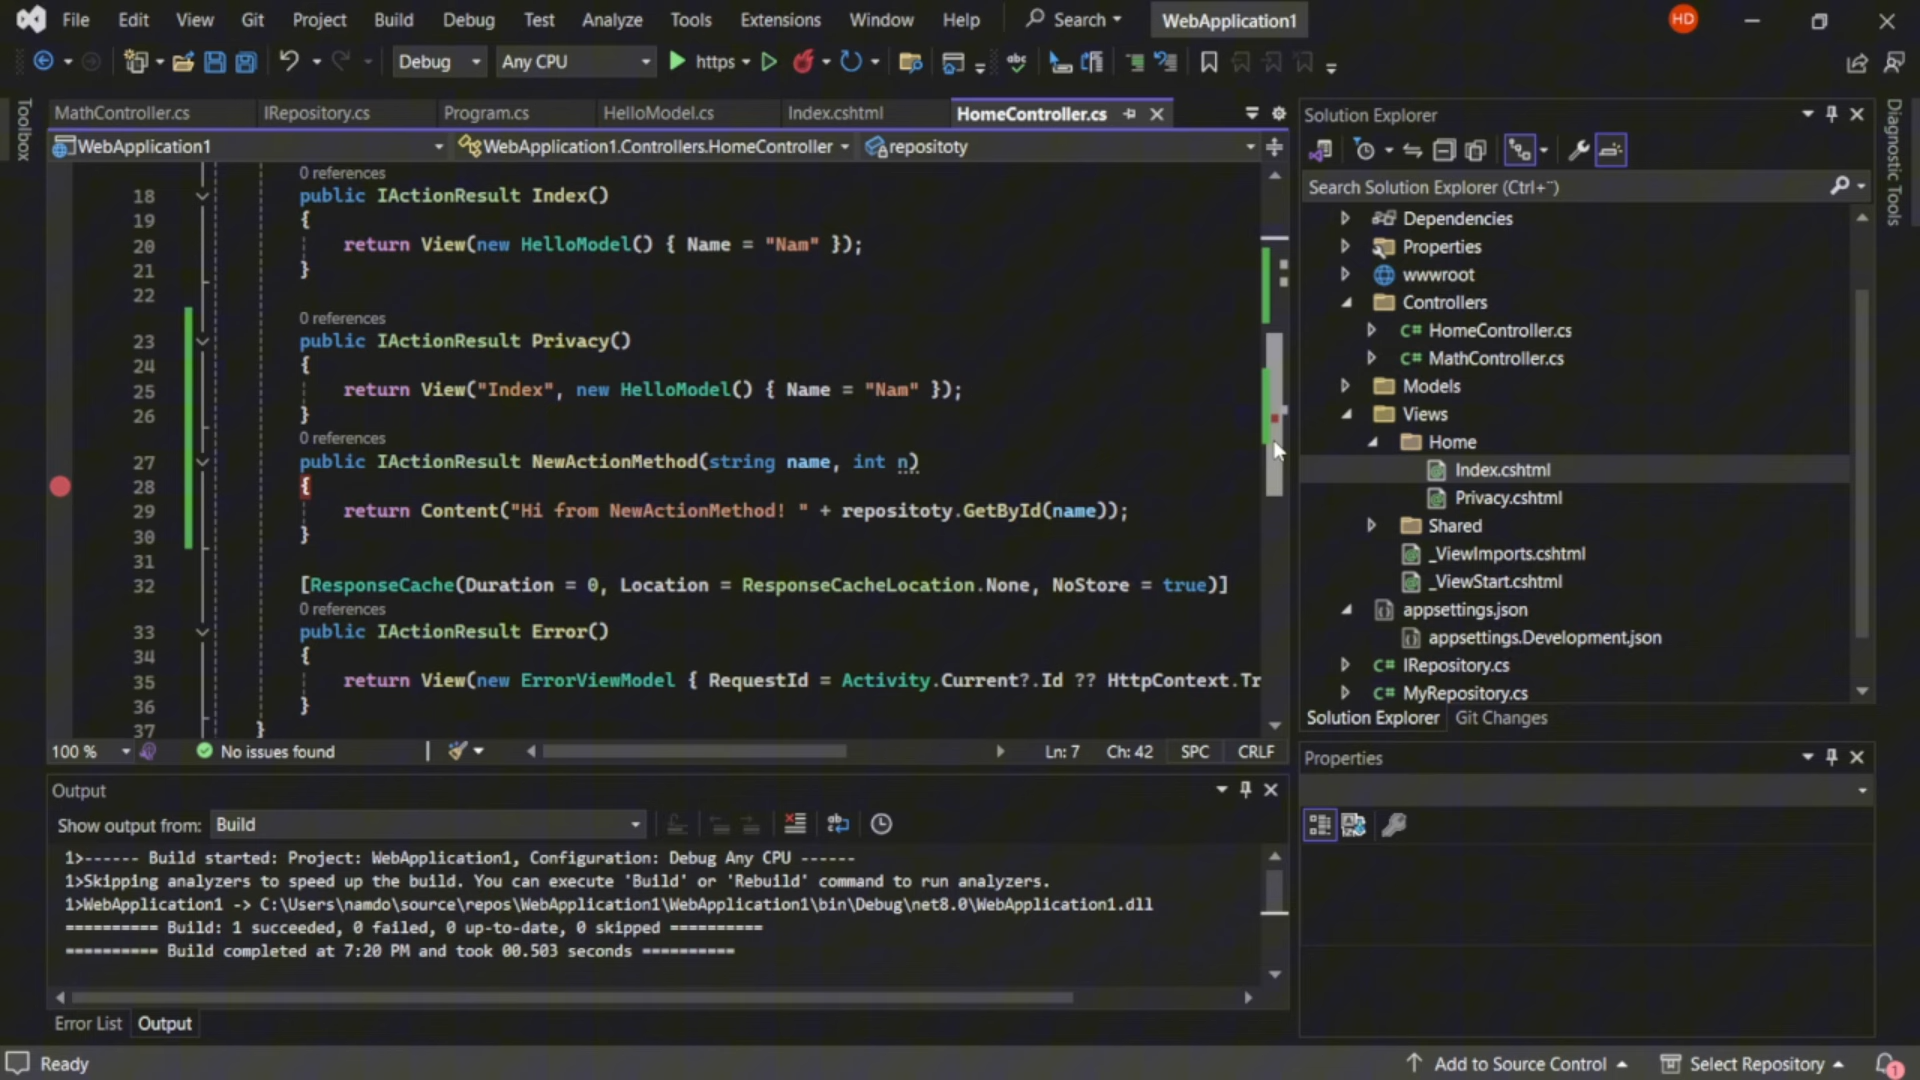 File Edit View Git Project Build Debug Test Analyze Tools Extensions Window Help Search WebApplication1 HD
Debug Any CPU https
Toolbox
MathController.cs IRepository.cs Program.cs HelloModel.cs Index.cshtml HomeController.cs
WebApplication1 WebApplication1.Controllers.HomeController repositoty
0 references
18 public IActionResult Index()
19 {
20 return View(new HelloModel() { Name = "Nam" });
21 }
22
0 references
23 public IActionResult Privacy()
24 {
25 return View("Index", new HelloModel() { Name = "Nam" });
26 }
0 references
27 public IActionResult NewActionMethod(string name, int n)
28 {
29 return Content("Hi from NewActionMethod! " + repositoty.GetById(name));
30 }
31
32 [ResponseCache(Duration = 0, Location = ResponseCacheLocation.None, NoStore = true)]
0 references
33 public IActionResult Error()
34 {
35 return View(new ErrorViewModel { RequestId = Activity.Current?.Id ?? HttpContext.Tr
36 }
37 }
100 % No issues found Ln: 7 Ch: 42 SPC CRLF
Output
Show output from: Build
1>------ Build started: Project: WebApplication1, Configuration: Debug Any CPU ------
1>Skipping analyzers to speed up the build. You can execute 'Build' or 'Rebuild' command to run analyzers.
1>WebApplication1 -> C:\Users\namdo\source\repos\WebApplication1\WebApplication1\bin\Debug\net8.0\WebApplication1.dll
========== Build: 1 succeeded, 0 failed, 0 up-to-date, 0 skipped ==========
========== Build completed at 7:20 PM and took 00.503 seconds ==========
Error List Output
Solution Explorer
Search Solution Explorer (Ctrl+¨)
Dependencies
Properties
wwwroot
Controllers
C# HomeController.cs
C# MathController.cs
Models
Views
Home
Index.cshtml
Privacy.cshtml
Shared
_ViewImports.cshtml
_ViewStart.cshtml
appsettings.json
appsettings.Development.json
C# IRepository.cs
C# MyRepository.cs
Solution Explorer Git Changes
Properties
Diagnostic Tools
Ready Add to Source Control Select Repository 1